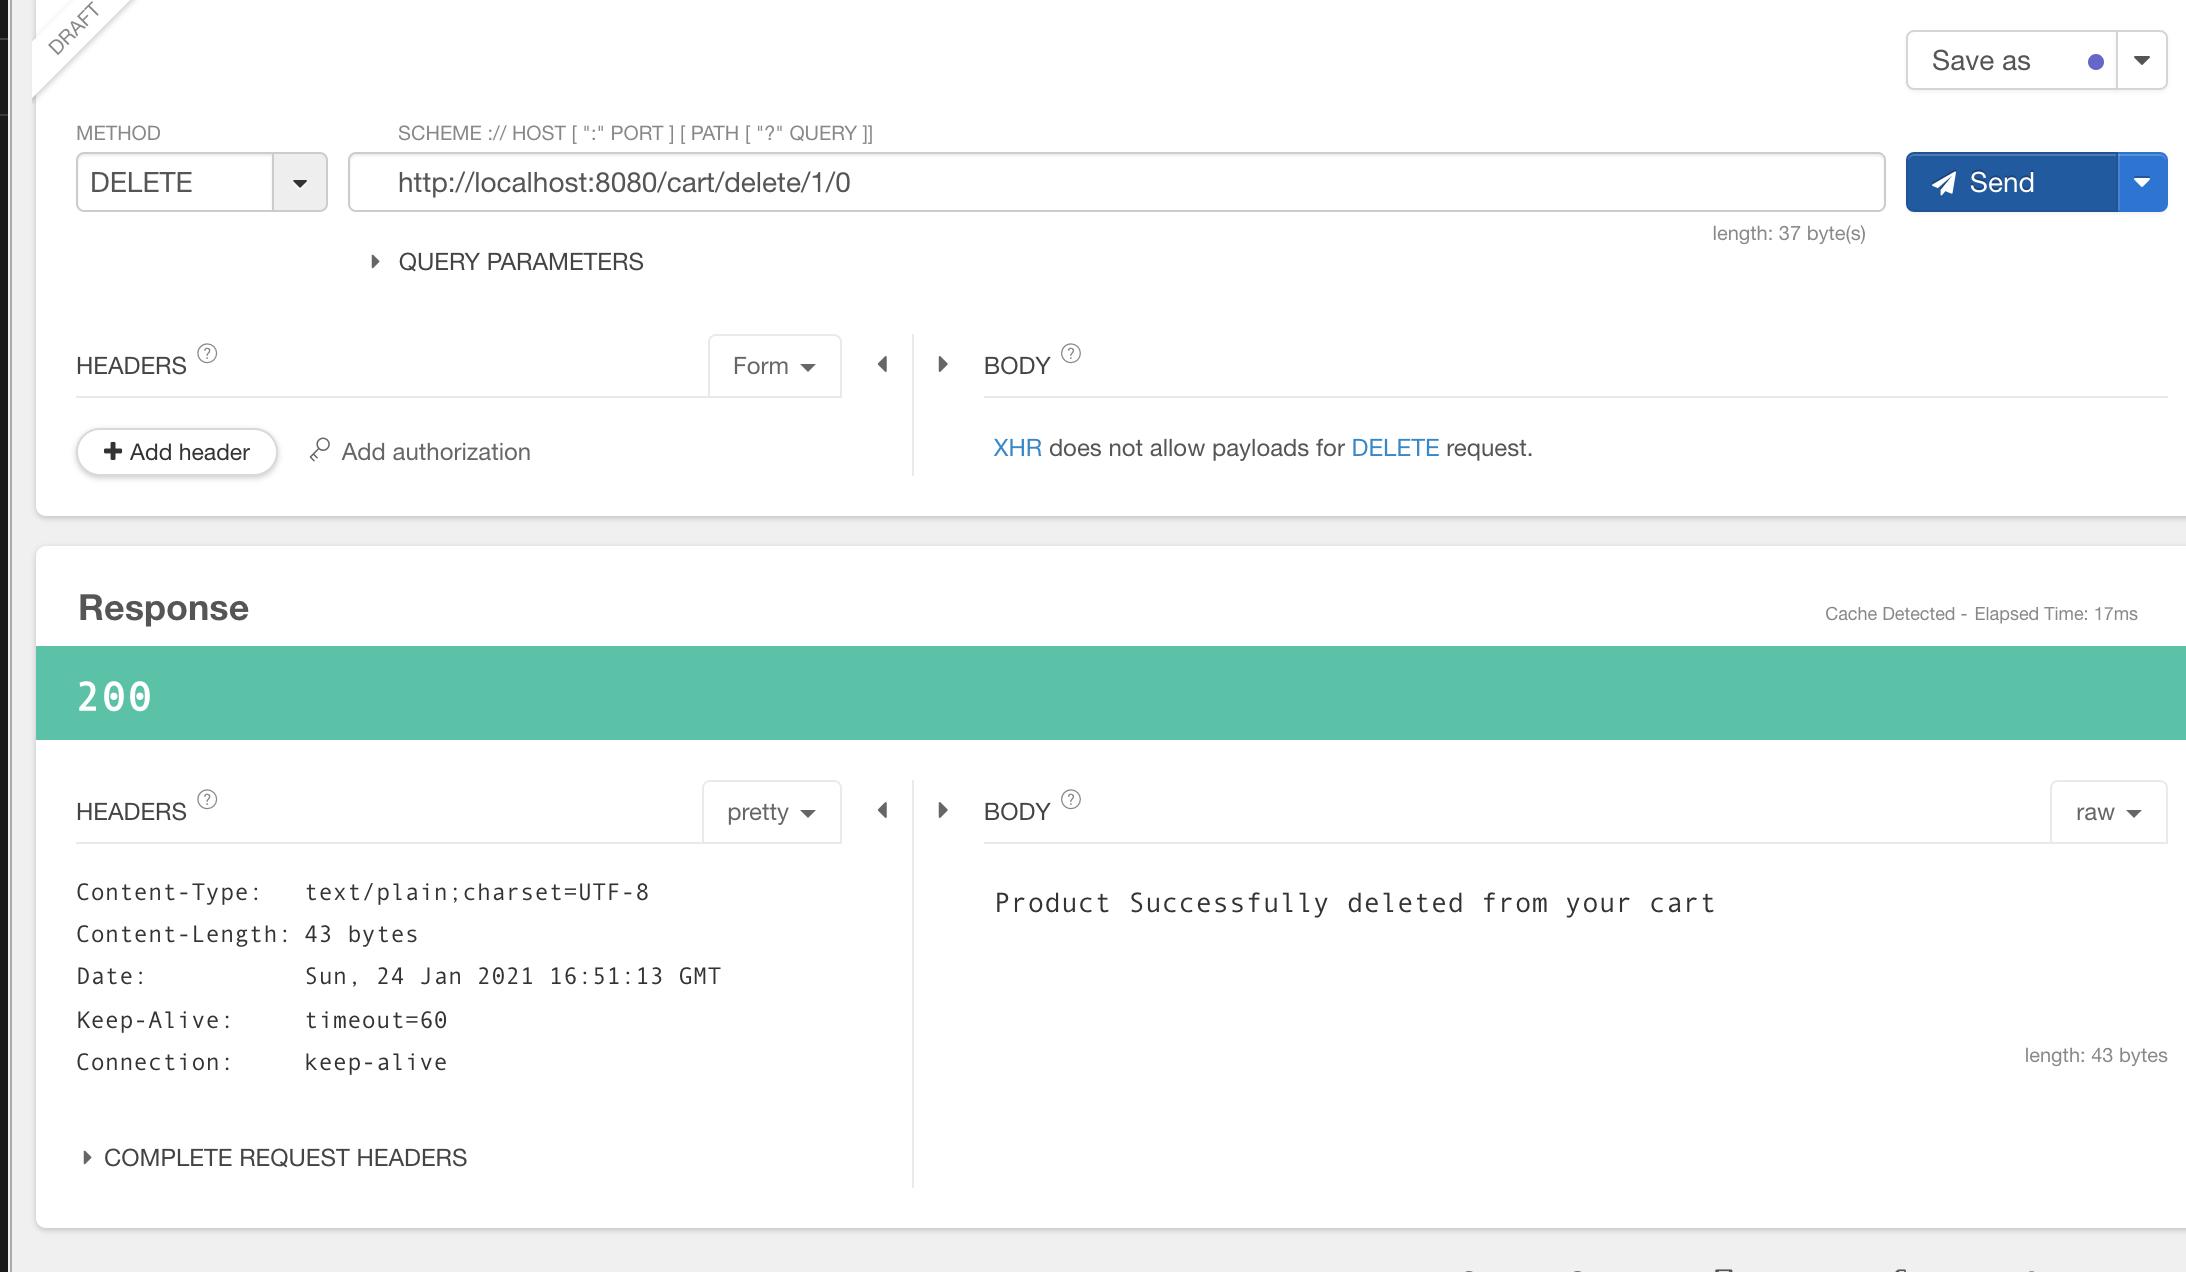 DRAFT
Save as
METHOD
SCHEME :// HOST [ ":" PORT ] [ PATH [ "?" QUERY ]]
DELETE
http://localhost:8080/cart/delete/1/0
Send
length: 37 byte(s)
QUERY PARAMETERS
HEADERS ?
Form
BODY ?
Add header
Add authorization
XHR does not allow payloads for DELETE request.
Response
Cache Detected - Elapsed Time: 17ms
200
HEADERS ?
pretty
BODY ?
raw
Content-Type: text/plain;charset=UTF-8
Content-Length: 43 bytes
Date: Sun, 24 Jan 2021 16:51:13 GMT
Keep-Alive: timeout=60
Connection: keep-alive
Product Successfully deleted from your cart
length: 43 bytes
COMPLETE REQUEST HEADERS